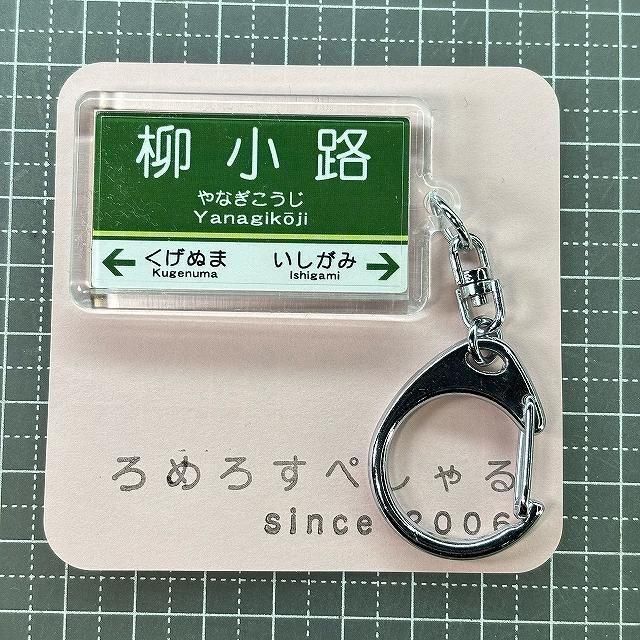 柳小路
やなぎこうじ
Yanagikōji
くげぬま いしがみ
Kugenuma Ishigami
ろめろすぺしゃる
since 2006